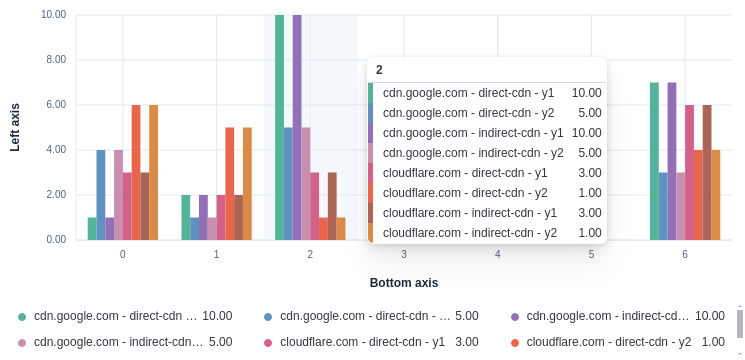 10.00
8.00
6.00
4.00
2.00
0.00
Left axis
2
cdn.google.com - direct-cdn - y1 10.00
cdn.google.com - direct-cdn - y2 5.00
cdn.google.com - indirect-cdn - y1 10.00
cdn.google.com - indirect-cdn - y2 5.00
cloudflare.com - direct-cdn - y1 3.00
cloudflare.com - direct-cdn - y2 1.00
cloudflare.com - indirect-cdn - y1 3.00
cloudflare.com - indirect-cdn - y2 1.00
0 1 2 3 4 5 6
Bottom axis
cdn.google.com - direct-cdn … 10.00 cdn.google.com - direct-cdn - … 5.00 cdn.google.com - indirect-cd… 10.00
cdn.google.com - indirect-cdn… 5.00 cloudflare.com - direct-cdn - y1 3.00 cloudflare.com - direct-cdn - y2 1.00